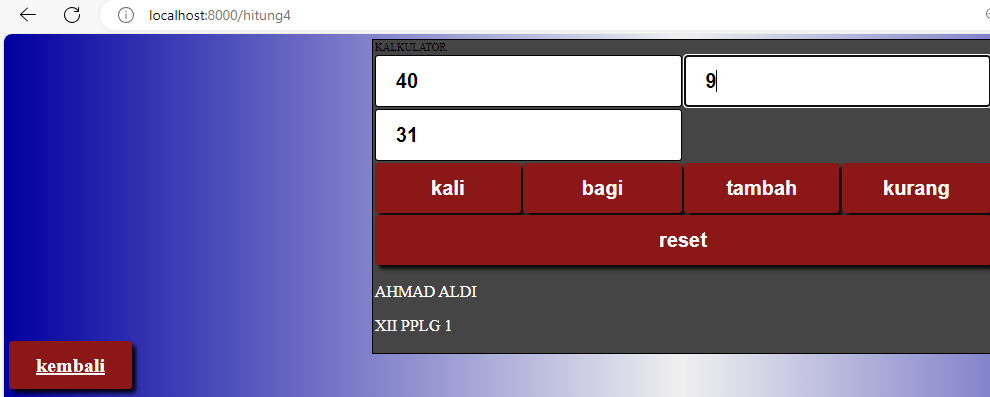 localhost:8000/hitung4
KALKULATOR
40 9
31
kali bagi tambah kurang
reset
AHMAD ALDI
XII PPLG 1
kembali